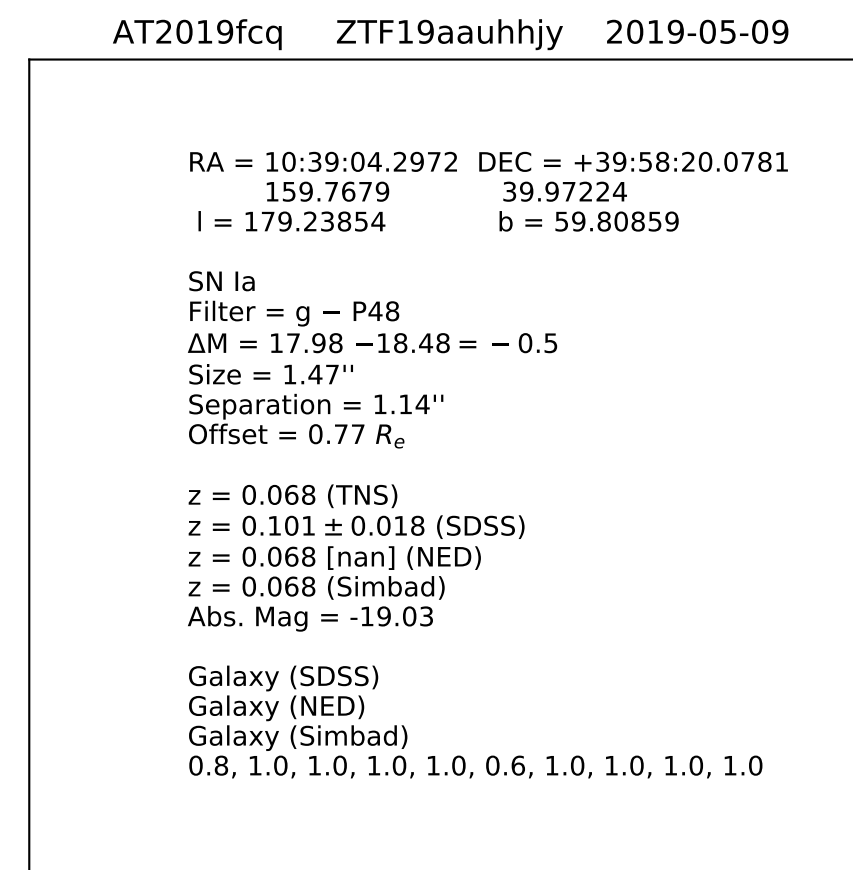 AT2019fcq ZTF19aauhhjy 2019-05-09
RA = 10:39:04.2972 DEC = +39:58:20.0781
159.7679 39.97224
l = 179.23854 b = 59.80859
SN Ia
Filter = g − P48
ΔM = 17.98 −18.48 = − 0.5
Size = 1.47''
Separation = 1.14''
Offset = 0.77 Rₑ
z = 0.068 (TNS)
z = 0.101 ± 0.018 (SDSS)
z = 0.068 [nan] (NED)
z = 0.068 (Simbad)
Abs. Mag = -19.03
Galaxy (SDSS)
Galaxy (NED)
Galaxy (Simbad)
0.8, 1.0, 1.0, 1.0, 1.0, 0.6, 1.0, 1.0, 1.0, 1.0